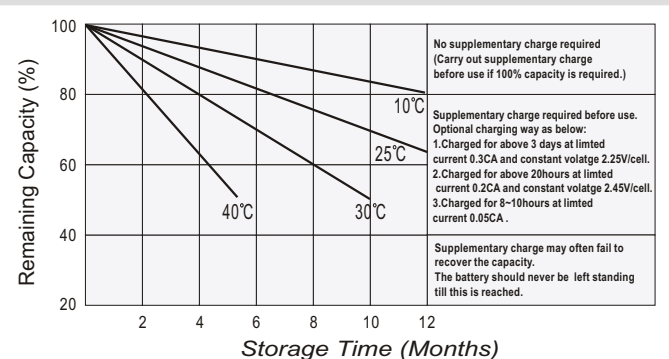 100
80
60
40
20
Remaining Capacity (%)
2
4
6
8
10
12
Storage Time (Months)
10℃
25℃
30℃
40℃
No supplementary charge required
(Carry out supplementary charge
before use if 100% capacity is required.)
Supplementary charge required before use.
Optional charging way as below:
1.Charged for above 3 days at limted
current 0.3CA and constant volatge 2.25V/cell.
2.Charged for above 20hours at limted
current 0.2CA and constant volatge 2.45V/cell.
3.Charged for 8~10hours at limted
current 0.05CA .
Supplementary charge may often fail to
recover the capacity.
The battery should never be left standing
till this is reached.